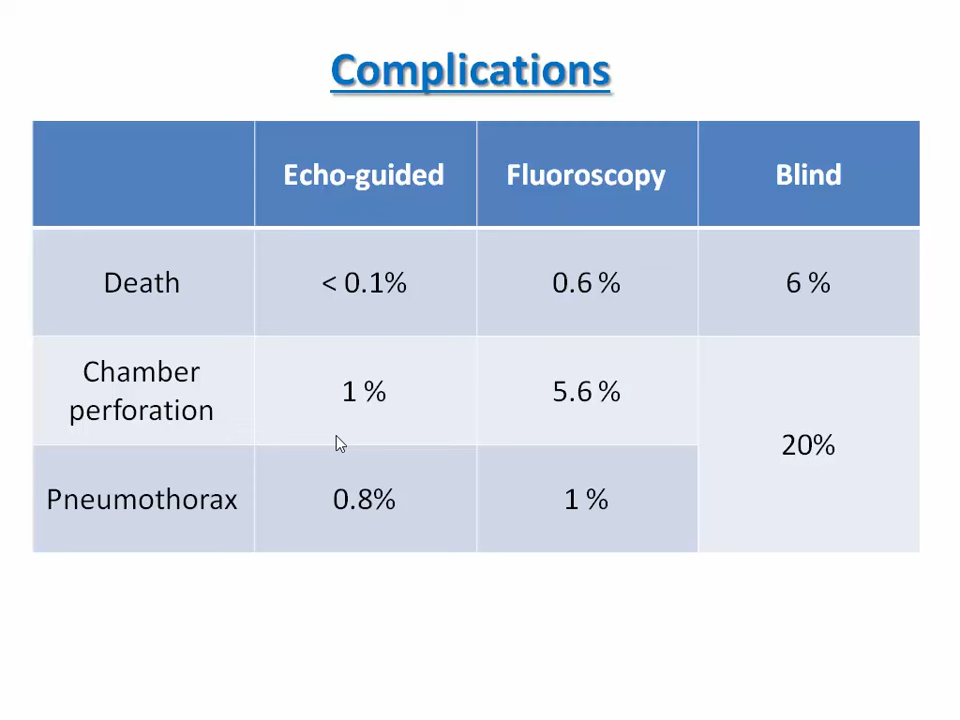 Complications
Echo-guided Fluoroscopy Blind
Death < 0.1% 0.6 % 6 %
Chamber
perforation 1 % 5.6 %
20%
Pneumothorax 0.8% 1 %